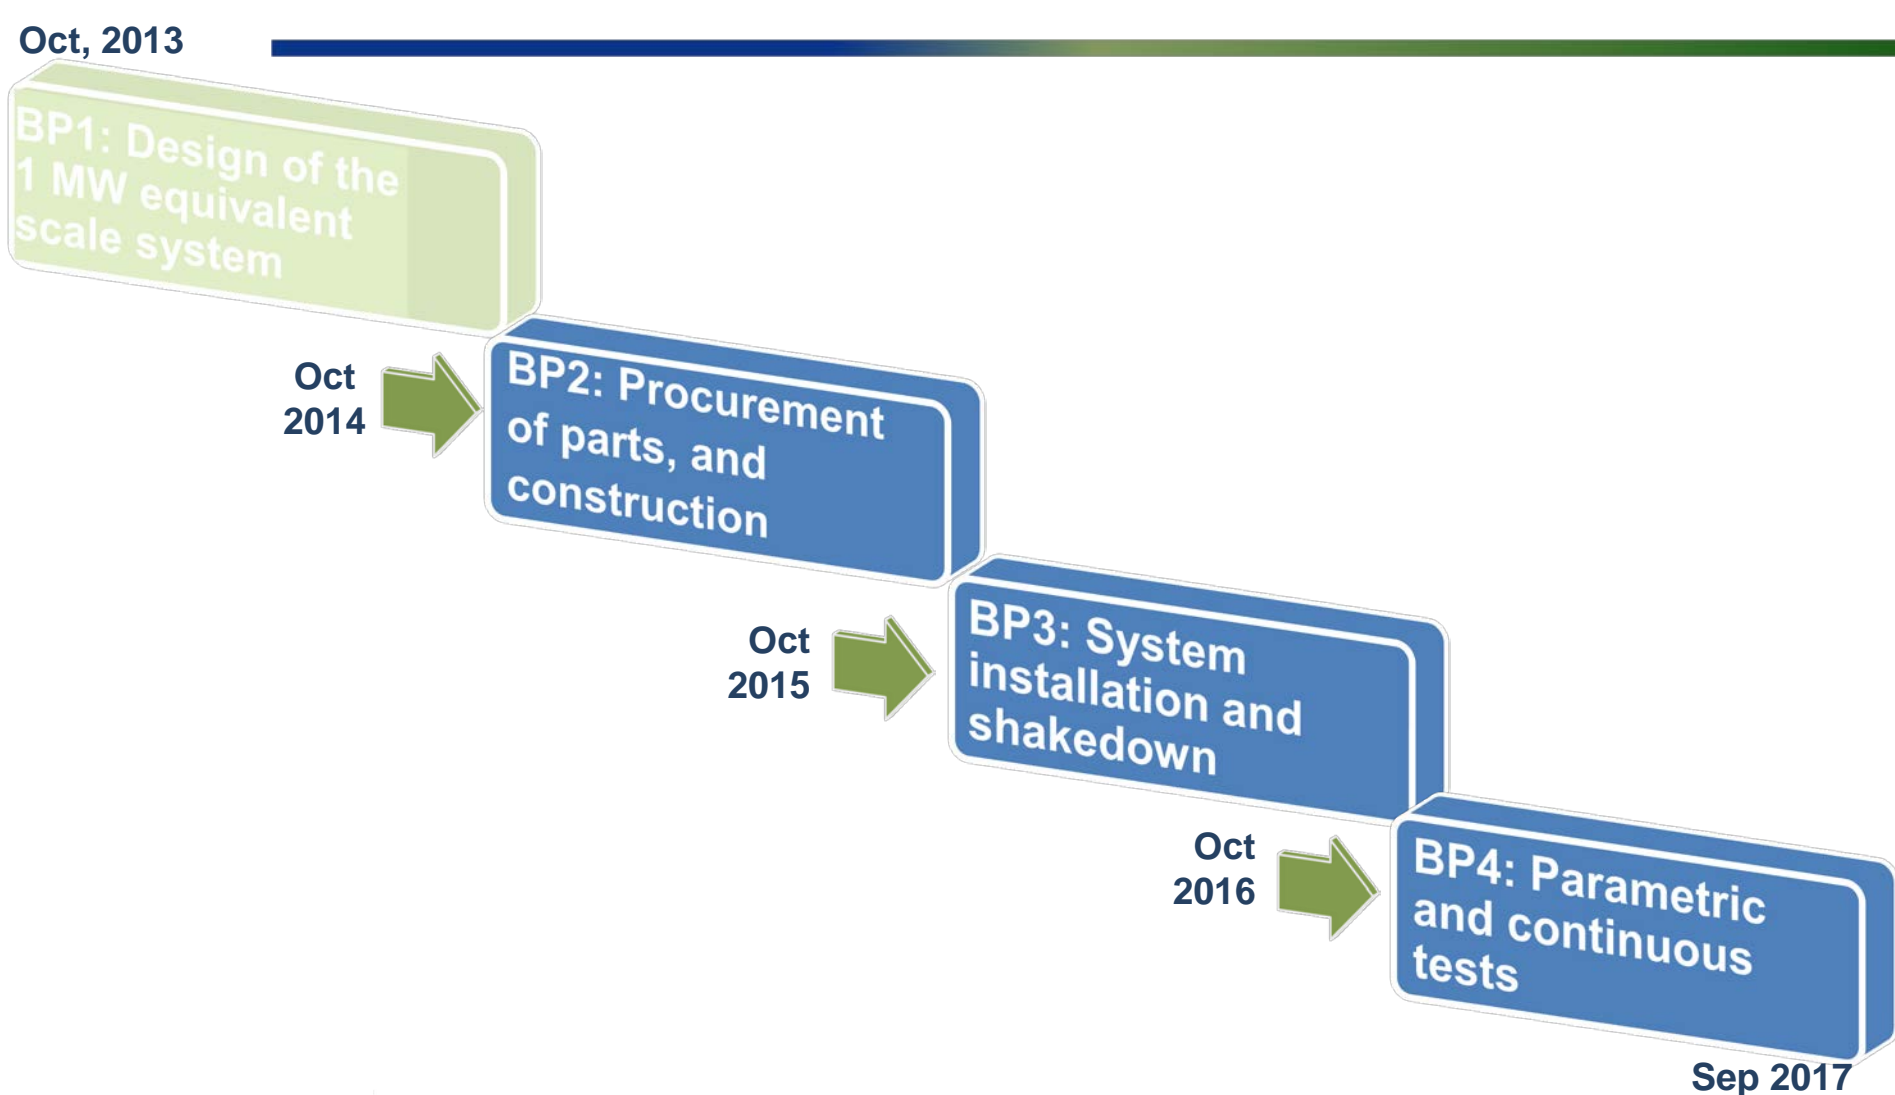 Oct, 2013
BP1: Design of the
1 MW equivalent
scale system
Oct
2014
BP2: Procurement
of parts, and
construction
Oct
2015
BP3: System
installation and
shakedown
Oct
2016
BP4: Parametric
and continuous
tests
Sep 2017